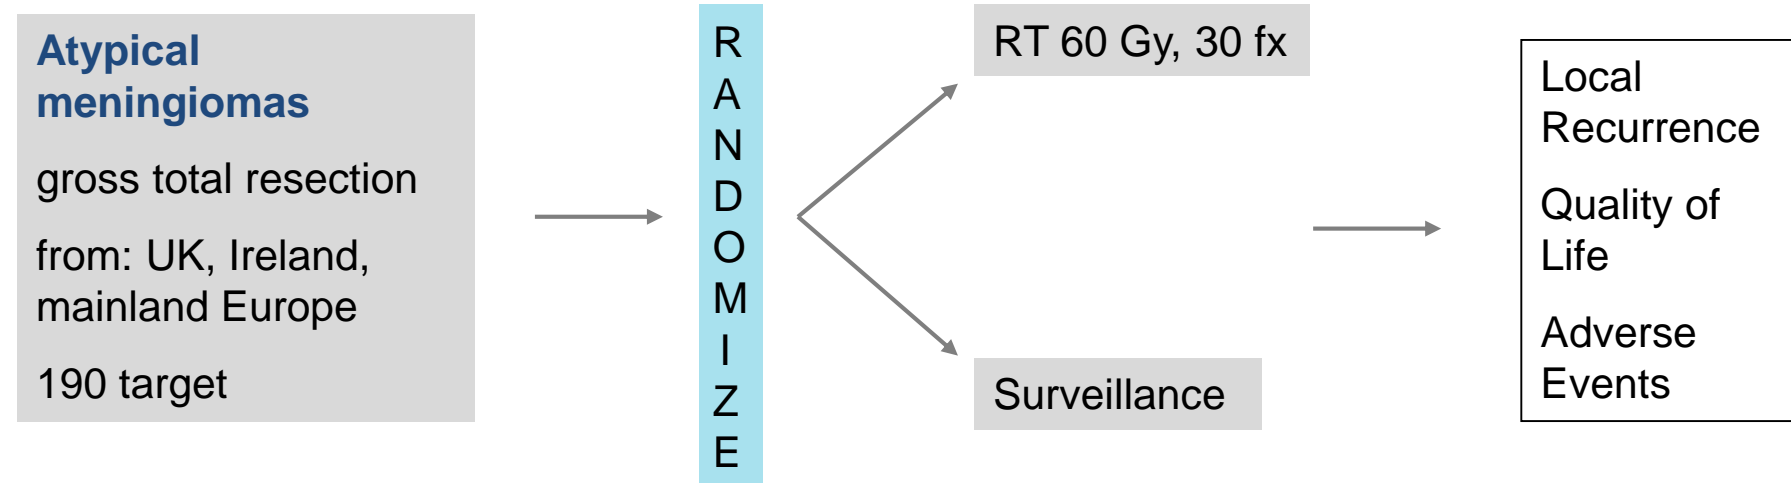 Atypical
meningiomas
gross total resection
from: UK, Ireland,
mainland Europe
190 target
R
A
N
D
O
M
I
Z
E
RT 60 Gy, 30 fx
Surveillance
Local
Recurrence
Quality of
Life
Adverse
Events